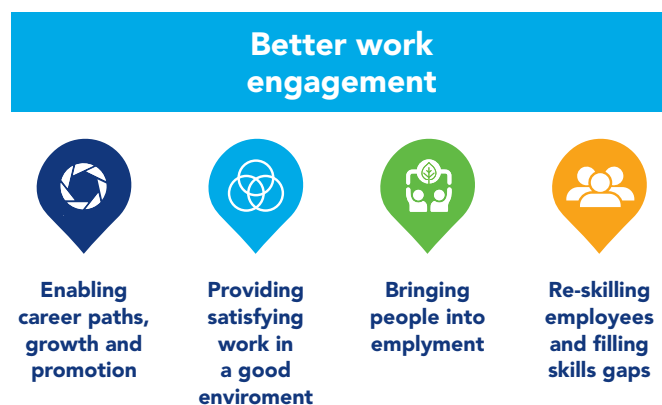 Better work
engagement
Enabling
career paths,
growth and
promotion
Providing
satisfying
work in
a good
enviroment
Bringing
people into
emplyment
Re-skilling
employees
and filling
skills gaps